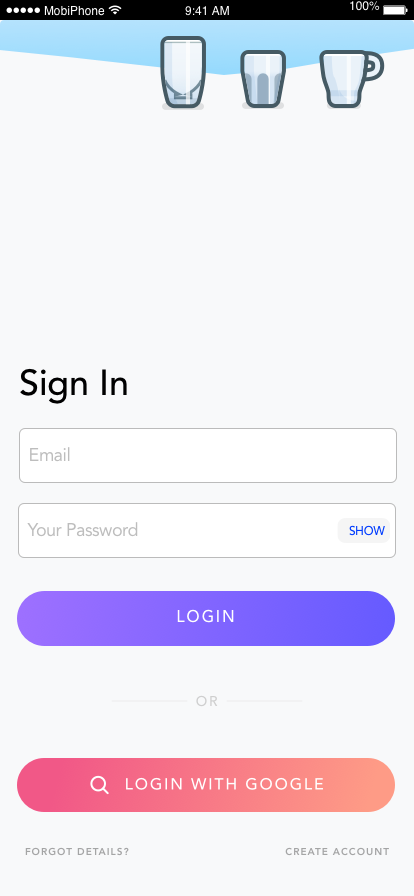 MobiPhone 9:41 AM 100%
Sign In
Email
Your Password SHOW
LOGIN
OR
LOGIN WITH GOOGLE
FORGOT DETAILS? CREATE ACCOUNT